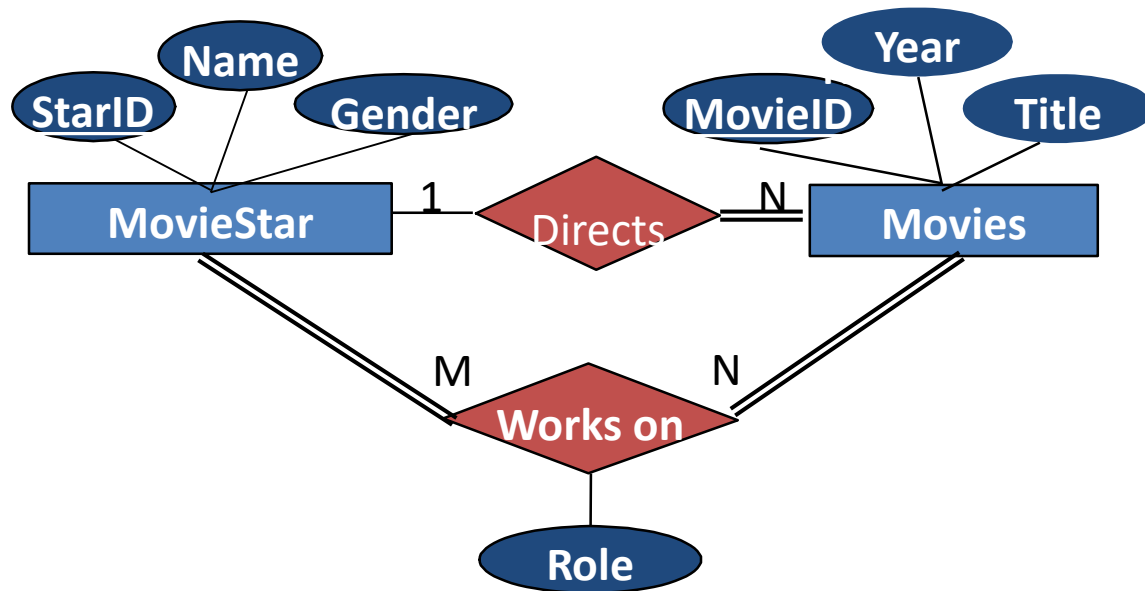 Name
Year
StarID
Gender
MovieID
Title
MovieStar
1
Directs
N
Movies
M
N
Works on
Role